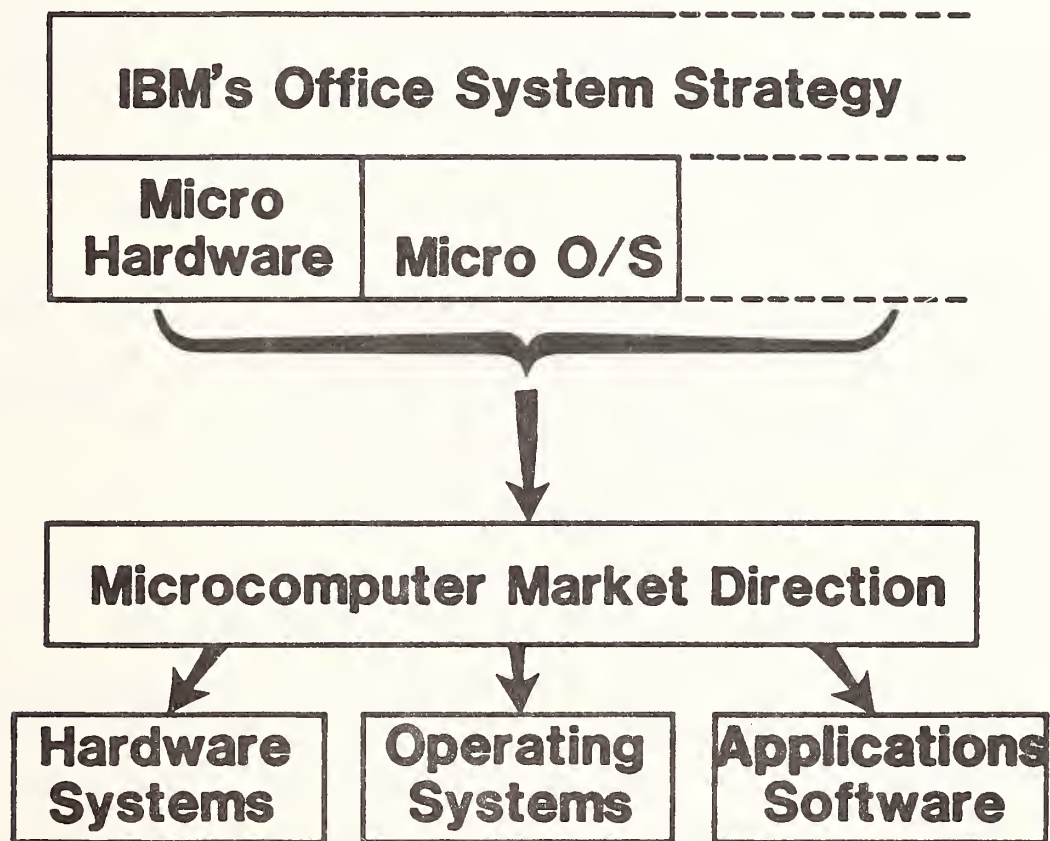 IBM's Office System Strategy
Micro
Hardware
Micro O/S
Microcomputer Market Direction
Hardware
Systems
Operating
Systems
Applications
Software